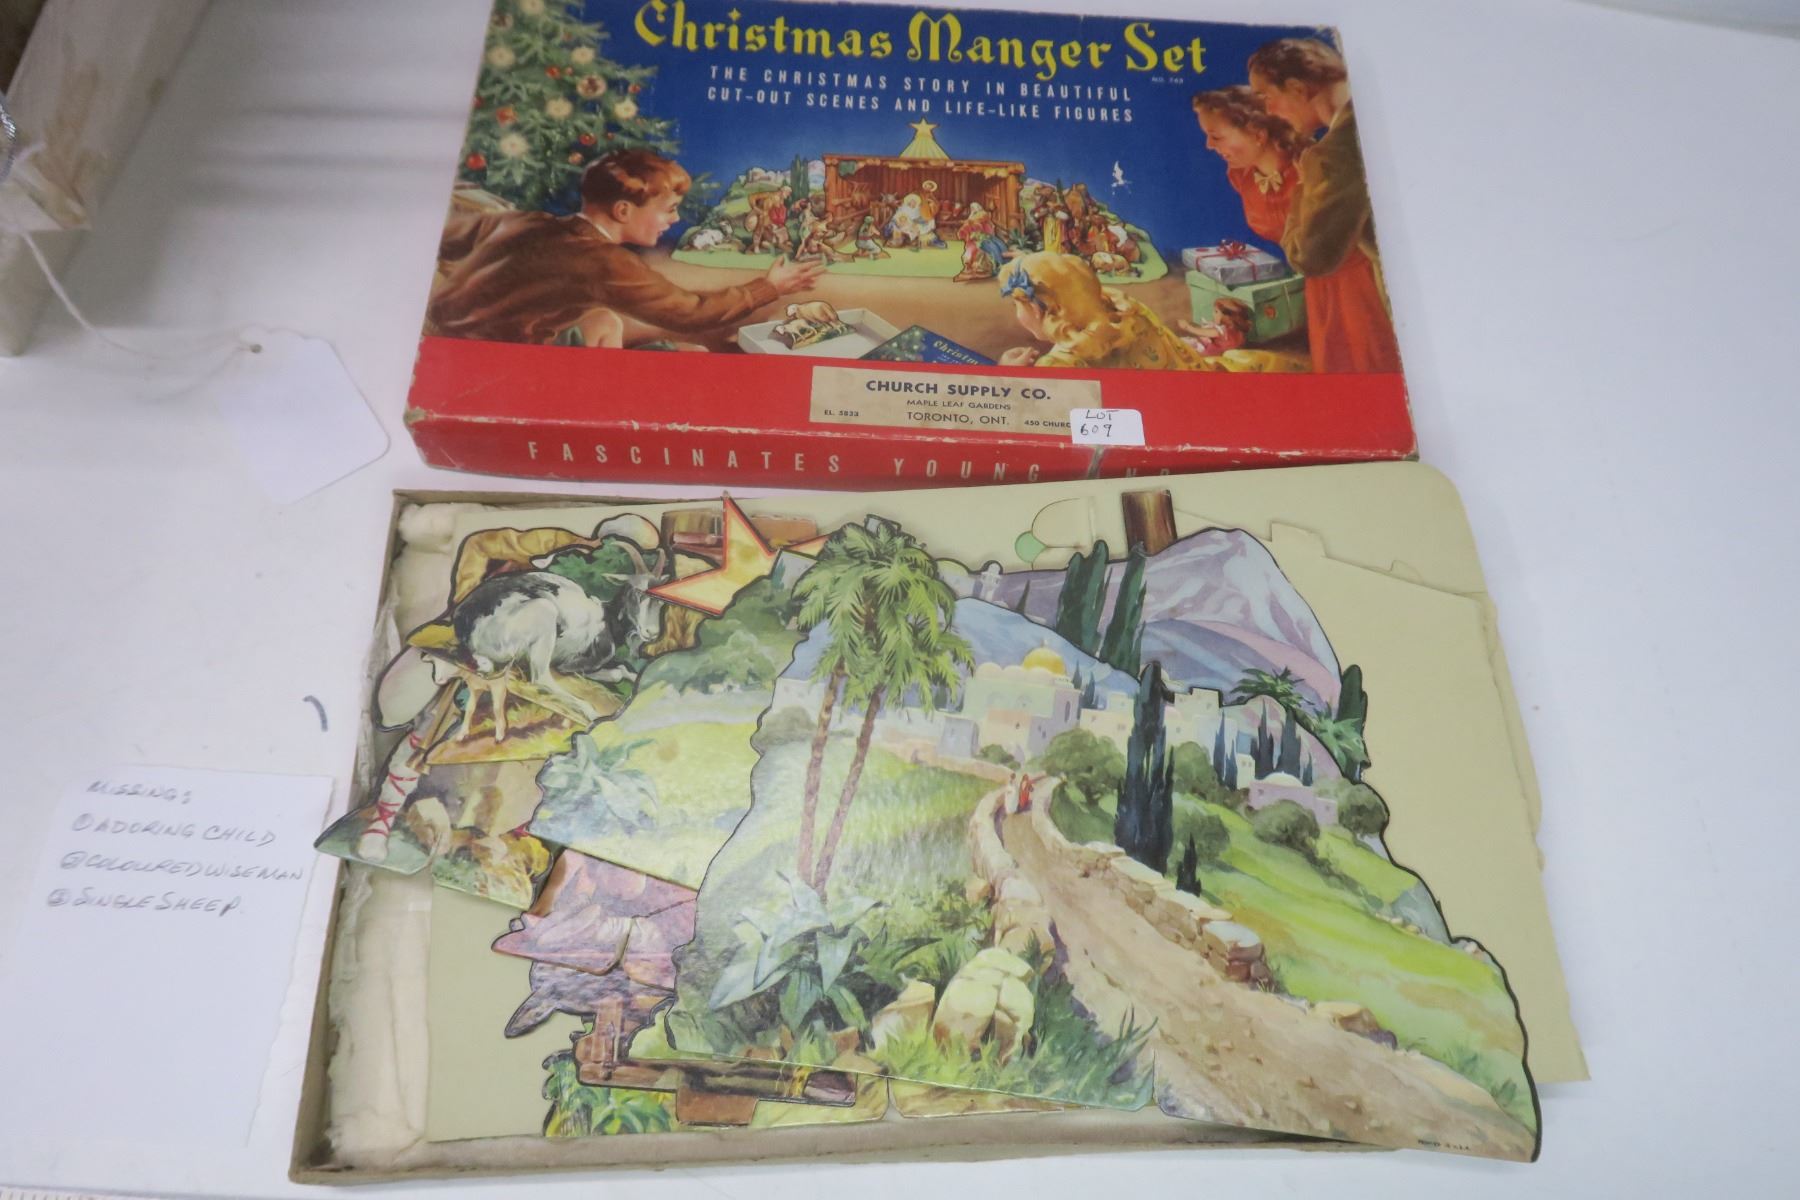 Christmas Manger Set
NO. 743
THE CHRISTMAS STORY IN BEAUTIFUL
CUT-OUT SCENES AND LIFE-LIKE FIGURES
Christm
CHURCH SUPPLY CO.
MAPLE LEAF GARDENS
EL. 5833 TORONTO, ONT. 450 CHURC
LOT
609
FASCINATES YOUNG
MISSING:
① ADORING CHILD
② COLOURED WISEMAN
③ SINGLE SHEEP.